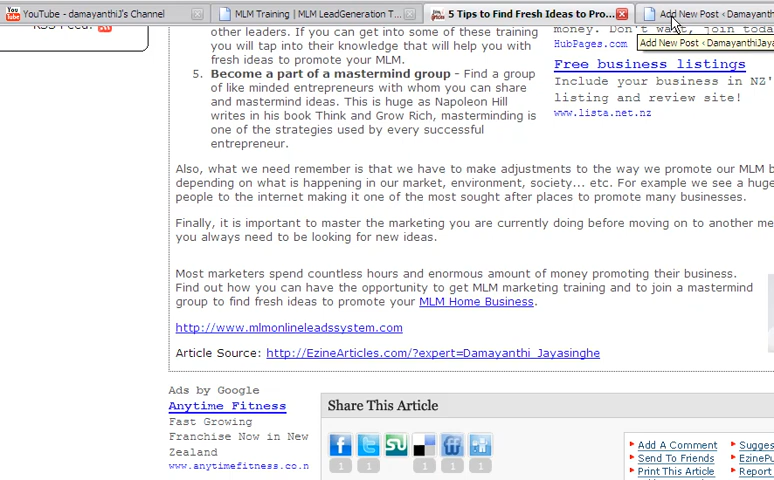 YouTube - damayanthiJ's Channel
MLM Training | MLM LeadGeneration T...
5 Tips to Find Fresh Ideas to Pro...
Add New Post ‹ Damayanth
Add New Post ‹ DamayanthiJaya
RSS Feed:
other leaders. If you can get into some of these training
you will tap into their knowledge that will help you with
fresh ideas to promote your MLM.
5. Become a part of a mastermind group - Find a group
of like minded entrepreneurs with whom you can share
and mastermind ideas. This is huge as Napoleon Hill
writes in his book Think and Grow Rich, masterminding is
one of the strategies used by every successful
entrepreneur.
money. Don't wait, join today
HubPages.com
Free business listings
Include your business in NZ'
listing and review site!
www.lista.net.nz
Also, what we need remember is that we have to make adjustments to the way we promote our MLM b
depending on what is happening in our market, environment, society... etc. For example we see a huge
people to the internet making it one of the most sought after places to promote many businesses.
Finally, it is important to master the marketing you are currently doing before moving on to another me
you always need to be looking for new ideas.
Most marketers spend countless hours and enormous amount of money promoting their business.
Find out how you can have the opportunity to get MLM marketing training and to join a mastermind
group to find fresh ideas to promote your MLM Home Business.
http://www.mlmonlineleadssystem.com
Article Source: http://EzineArticles.com/?expert=Damayanthi_Jayasinghe
Ads by Google
Anytime Fitness
Fast Growing
Franchise Now in New
Zealand
www.anytimefitness.co.n
Share This Article
1 1 1 1 1
Add A Comment
Send To Friends
Print This Article
Sugges
EzinePu
Report